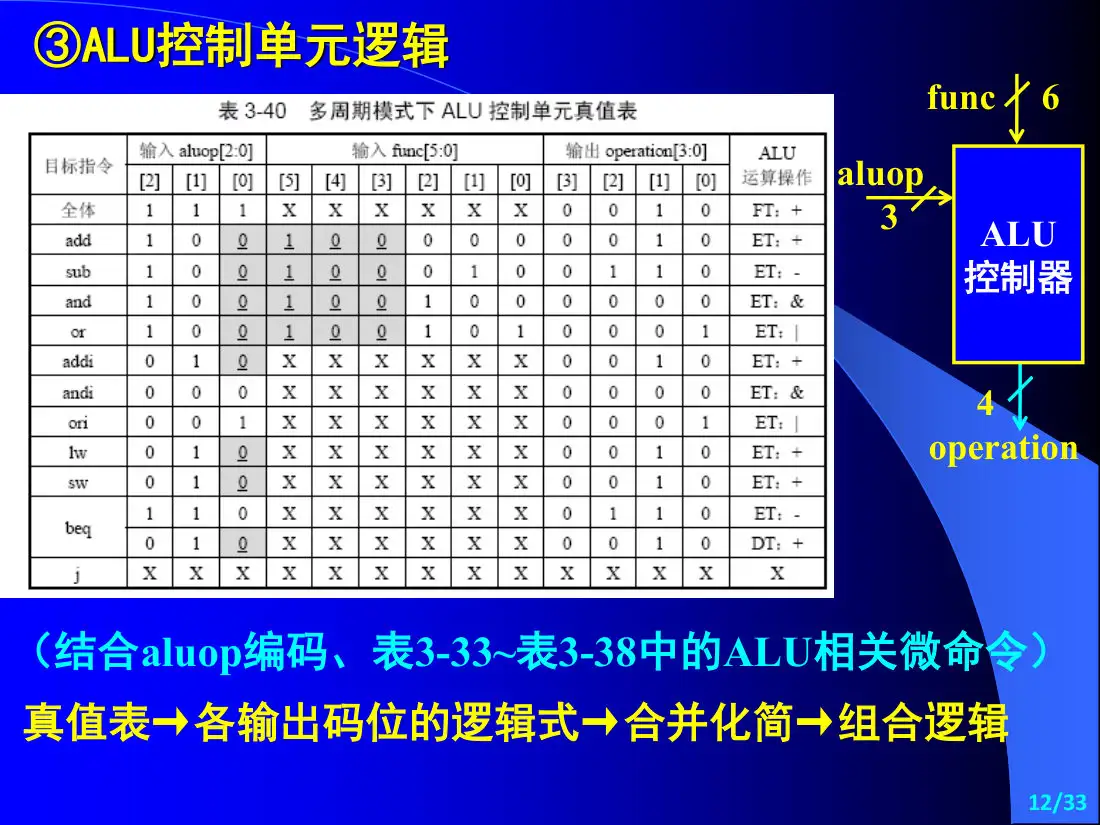 ③ALU控制单元逻辑
表 3-40 多周期模式下 ALU 控制单元真值表
目标指令 输入 aluop[2:0] 输入 func[5:0] 输出 operation[3:0] ALU 运算操作
[2] [1] [0] [5] [4] [3] [2] [1] [0] [3] [2] [1] [0]
全体 1 1 1 X X X X X X 0 0 1 0 FT：+
add 1 0 0 1 0 0 0 0 0 0 0 1 0 ET：+
sub 1 0 0 1 0 0 0 1 0 0 1 1 0 ET：-
and 1 0 0 1 0 0 1 0 0 0 0 0 0 ET：&
or 1 0 0 1 0 0 1 0 1 0 0 0 1 ET：|
addi 0 1 0 X X X X X X 0 0 1 0 ET：+
andi 0 0 0 X X X X X X 0 0 0 0 ET：&
ori 0 0 1 X X X X X X 0 0 0 1 ET：|
lw 0 1 0 X X X X X X 0 0 1 0 ET：+
sw 0 1 0 X X X X X X 0 0 1 0 ET：+
beq 1 1 0 X X X X X X 0 1 1 0 ET：-
0 1 0 X X X X X X 0 0 1 0 DT：+
j X X X X X X X X X X X X X X
func 6
aluop
3
ALU
控制器
4
operation
（结合aluop编码、表3-33~表3-38中的ALU相关微命令）
真值表→各输出码位的逻辑式→合并化简→组合逻辑
12/33